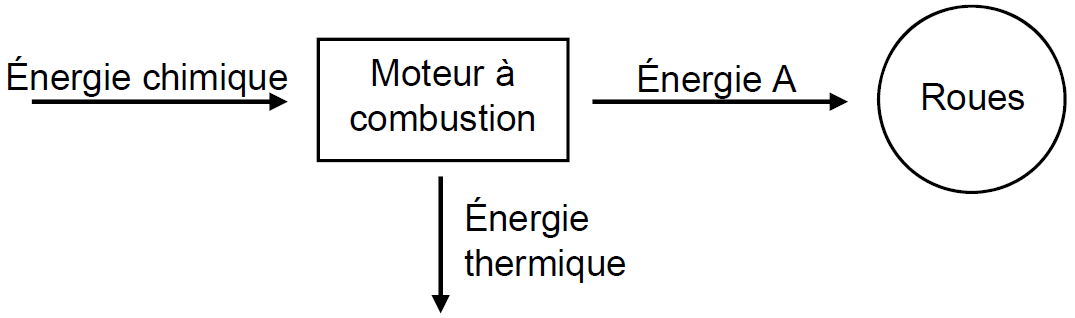 Énergie chimique
Moteur à
combustion
Énergie A
Roues
Énergie
thermique